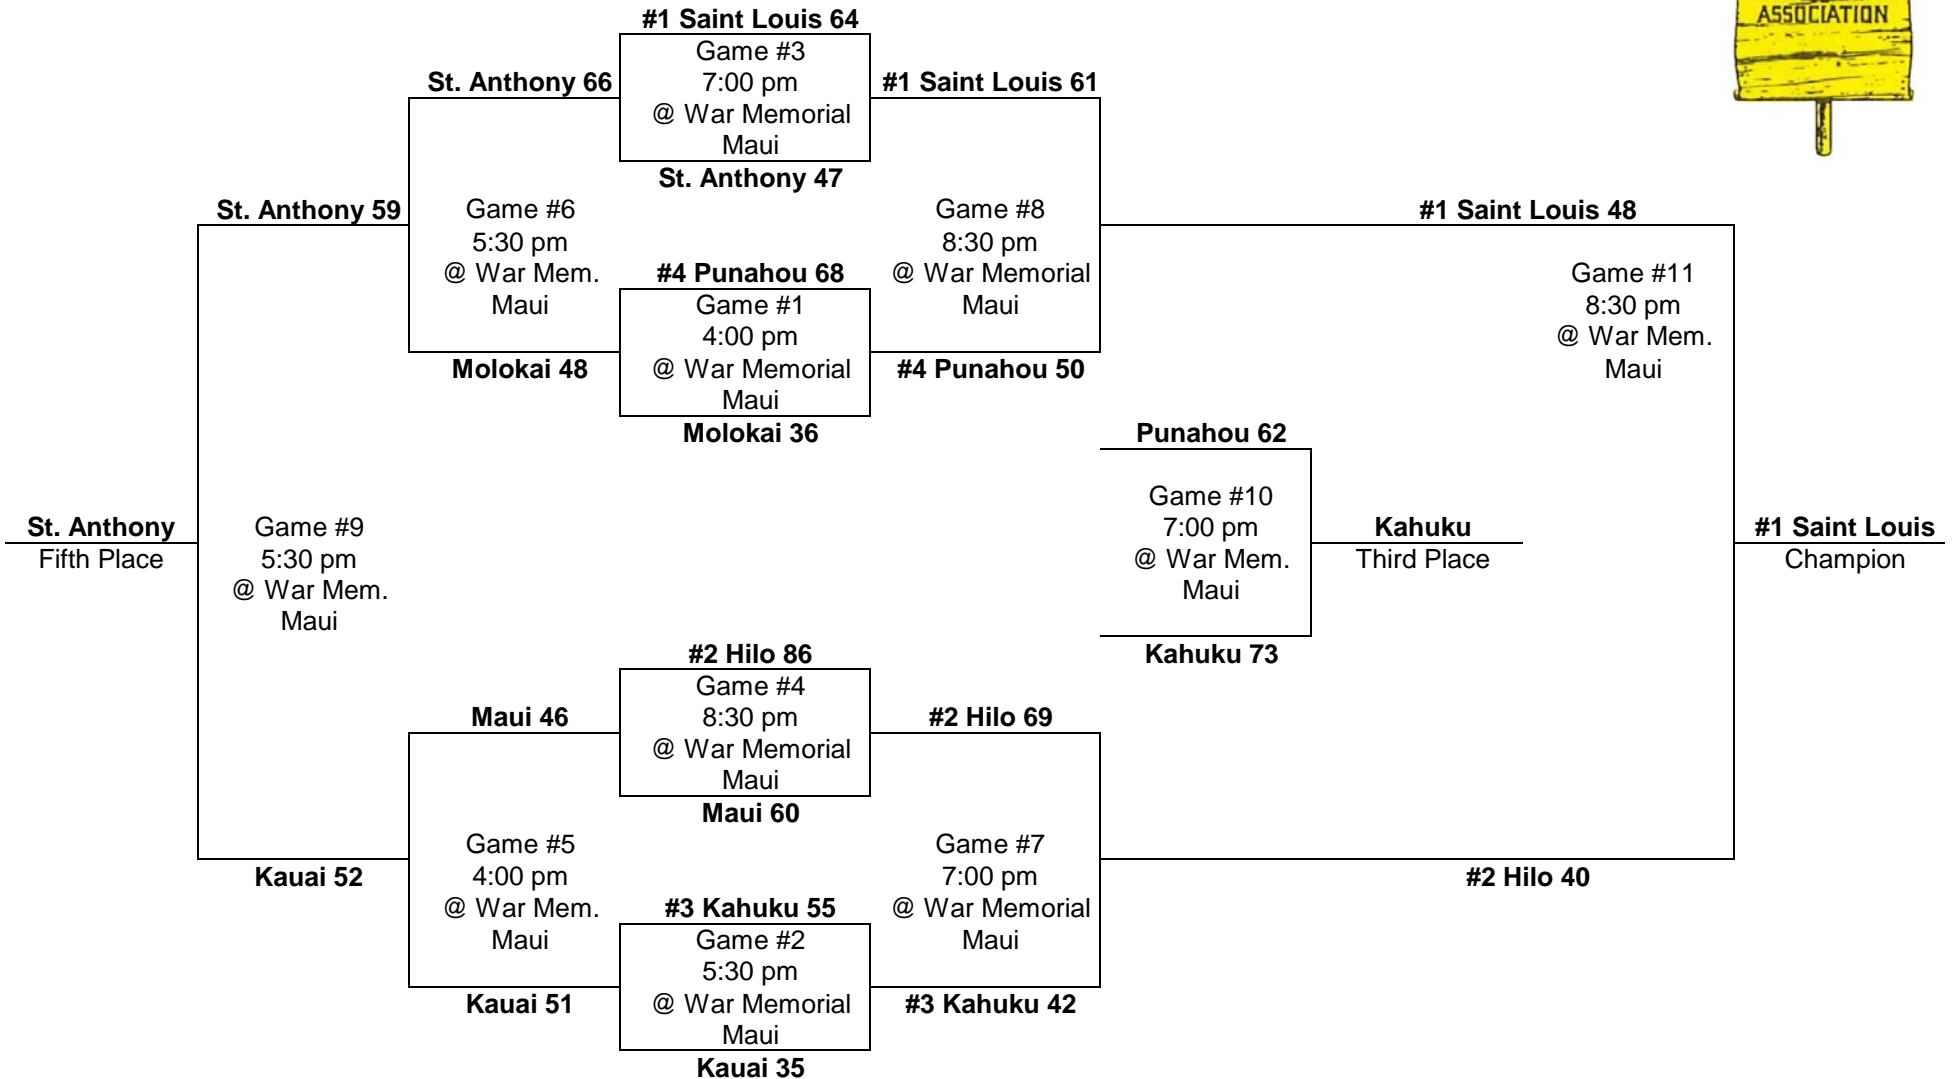 ASSOCIATION
#1 Saint Louis 64
Game #3
7:00 pm
@ War Memorial
Maui
St. Anthony 47
St. Anthony 66
#1 Saint Louis 61
St. Anthony 59
Game #6
5:30 pm
@ War Mem.
Maui
Game #8
8:30 pm
@ War Memorial
Maui
#1 Saint Louis 48
#4 Punahou 68
Game #1
4:00 pm
@ War Memorial
Maui
Molokai 36
Molokai 48
#4 Punahou 50
Game #11
8:30 pm
@ War Mem.
Maui
Punahou 62
Game #10
7:00 pm
@ War Mem.
Maui
Kahuku 73
Kahuku
Third Place
#1 Saint Louis
Champion
St. Anthony
Fifth Place
Game #9
5:30 pm
@ War Mem.
Maui
#2 Hilo 86
Game #4
8:30 pm
@ War Memorial
Maui
Maui 60
Maui 46
#2 Hilo 69
Kauai 52
Game #5
4:00 pm
@ War Mem.
Maui
Game #7
7:00 pm
@ War Memorial
Maui
#2 Hilo 40
#3 Kahuku 55
Game #2
5:30 pm
@ War Memorial
Maui
Kauai 35
Kauai 51
#3 Kahuku 42